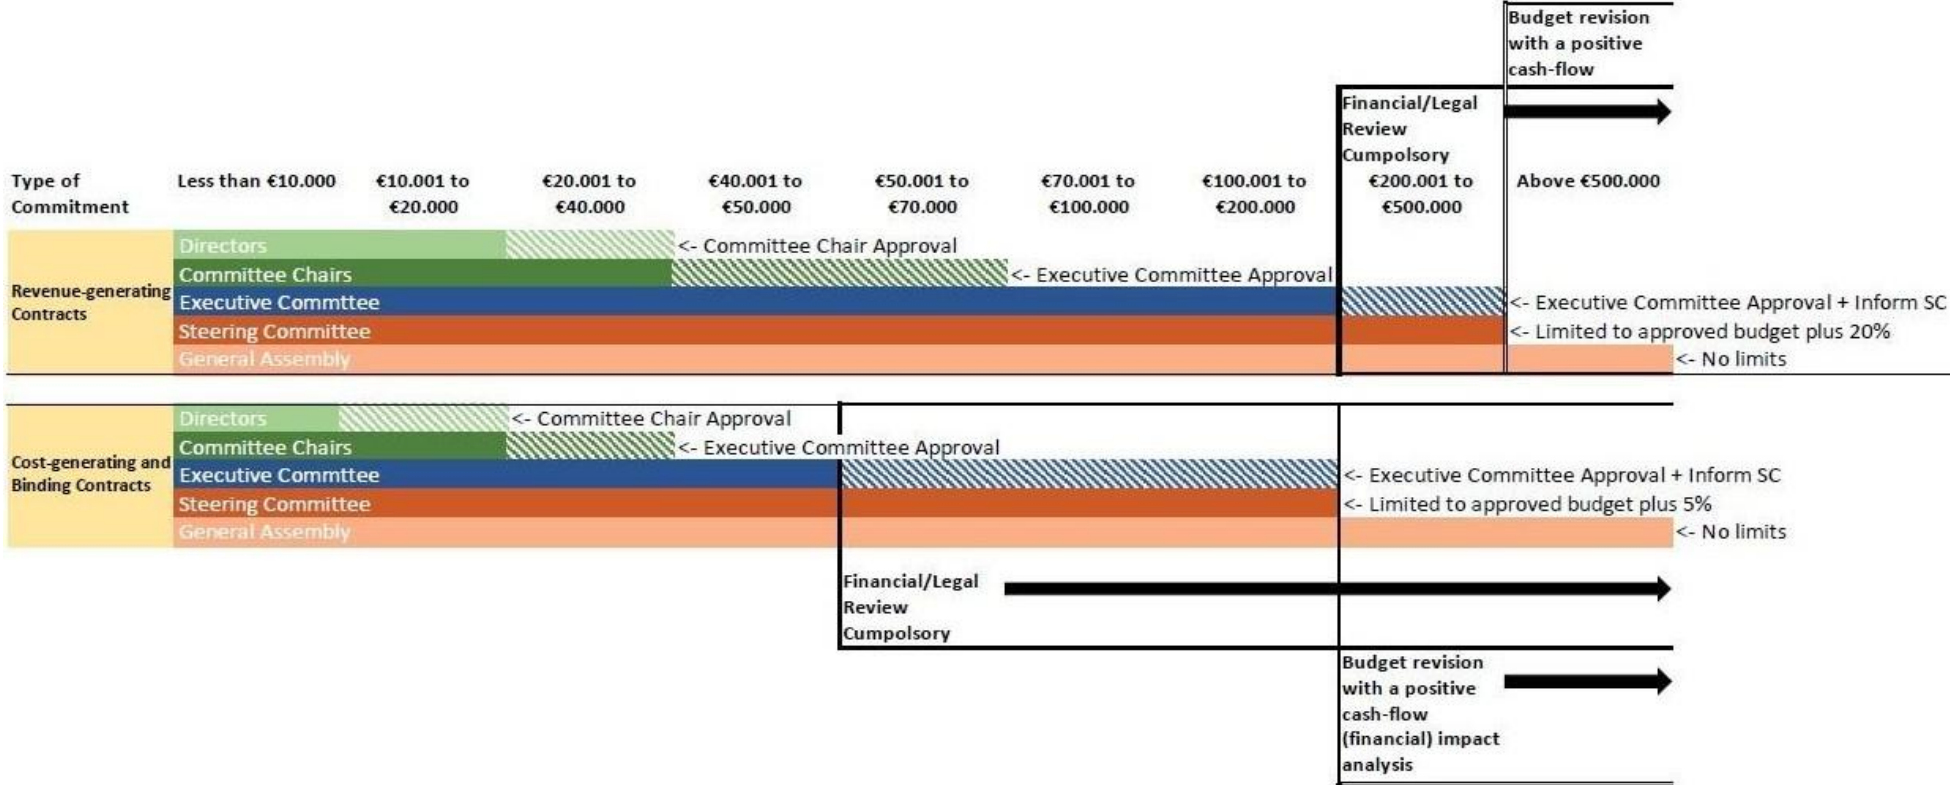 Budget revision
with a positive
cash-flow
Financial/Legal
Review
Cumpolsory
Type of
Commitment
Less than €10.000
€10.001 to
€20.000
€20.001 to
€40.000
€40.001 to
€50.000
€50.001 to
€70.000
€70.001 to
€100.000
€100.001 to
€200.000
€200.001 to
€500.000
Above €500.000
Revenue-generating
Contracts
Directors
<- Committee Chair Approval
Committee Chairs
<- Executive Committee Approval
Executive Commttee
<- Executive Committee Approval + Inform SC
Steering Committee
<- Limited to approved budget plus 20%
General Assembly
<- No limits
Cost-generating and
Binding Contracts
Directors
<- Committee Chair Approval
Committee Chairs
<- Executive Committee Approval
Executive Commttee
<- Executive Committee Approval + Inform SC
Steering Committee
<- Limited to approved budget plus 5%
General Assembly
<- No limits
Financial/Legal
Review
Cumpolsory
Budget revision
with a positive
cash-flow
(financial) impact
analysis